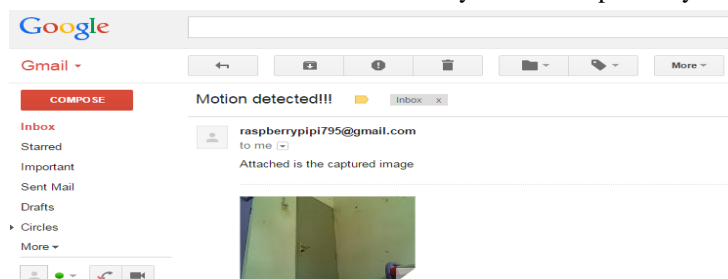 Google
Gmail
More
COMPOSE
Motion detected!!! Inbox x
Inbox
raspberrypipi795@gmail.com
Starred
to me
Important
Attached is the captured image
Sent Mail
Drafts
Circles
More